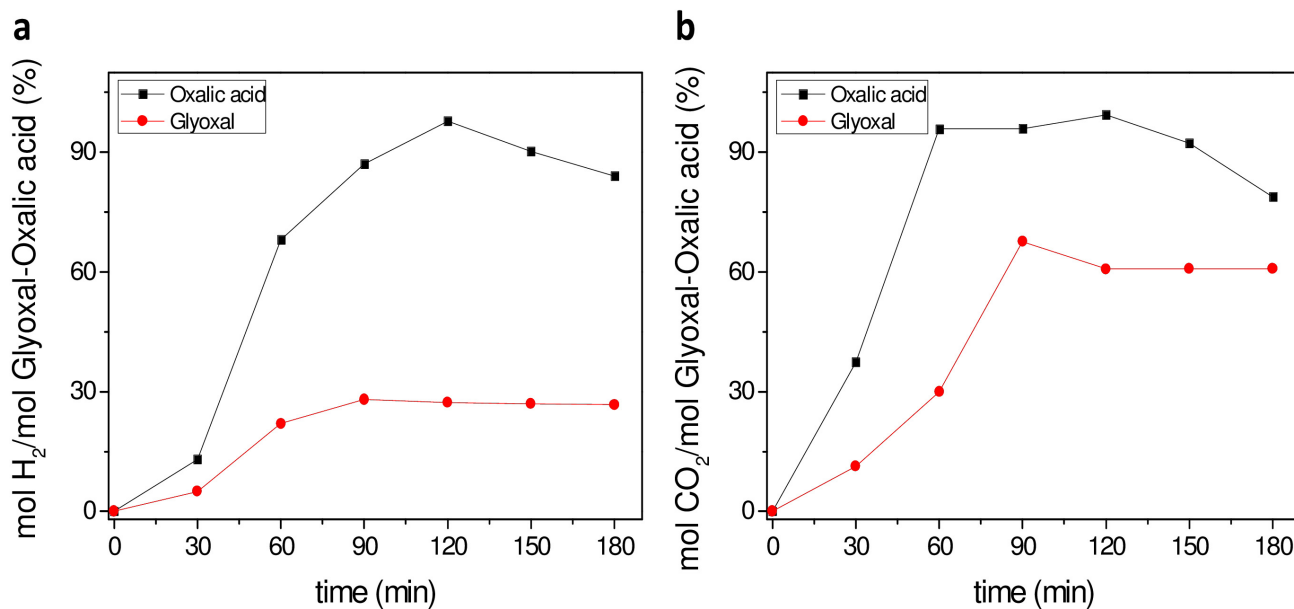 a
mol H₂/mol Glyoxal-Oxalic acid (%)
Oxalic acid
Glyoxal
90
60
30
0
0 30 60 90 120 150 180
time (min)
b
mol CO₂/mol Glyoxal-Oxalic acid (%)
Oxalic acid
Glyoxal
90
60
30
0
0 30 60 90 120 150 180
time (min)